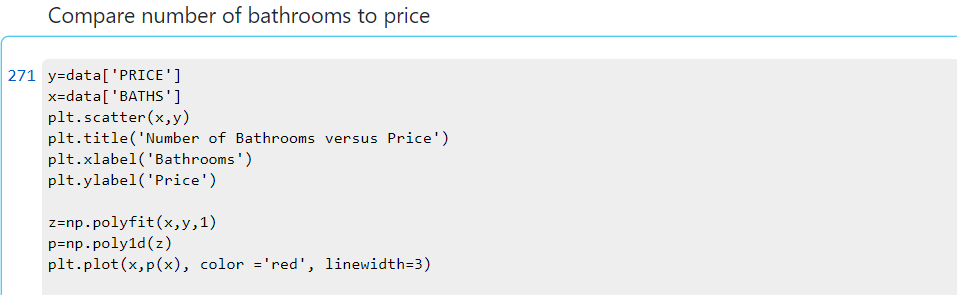 Compare number of bathrooms to price
271 y=data['PRICE']
x=data['BATHS']
plt.scatter(x,y)
plt.title('Number of Bathrooms versus Price')
plt.xlabel('Bathrooms')
plt.ylabel('Price')
z=np.polyfit(x,y,1)
p=np.poly1d(z)
plt.plot(x,p(x), color ='red', linewidth=3)